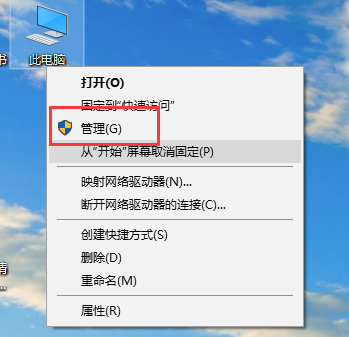 书
此电脑
打开(O)
固定到"快速访问"
管理(G)
从"开始"屏幕取消固定(P)
映射网络驱动器(N)...
断开网络驱动器的连接(C)...
创建快捷方式(S)
删除(D)
重命名(M)
属性(R)
情
...